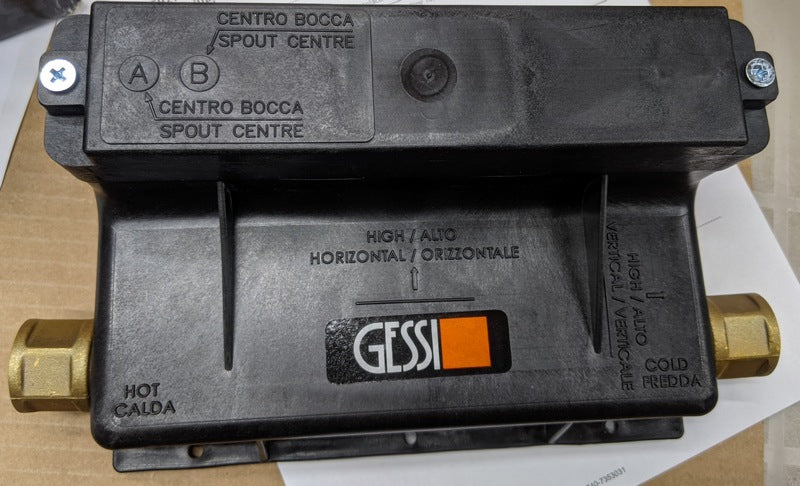 CENTRO BOCCA
SPOUT CENTRE
A
B
CENTRO BOCCA
SPOUT CENTRE
HIGH / ALTO
HORIZONTAL / ORIZZONTALE
HIGH / ALTO
VERTICAL / VERTICALE
GESSI
HOT
CALDA
COLD
FREDDA